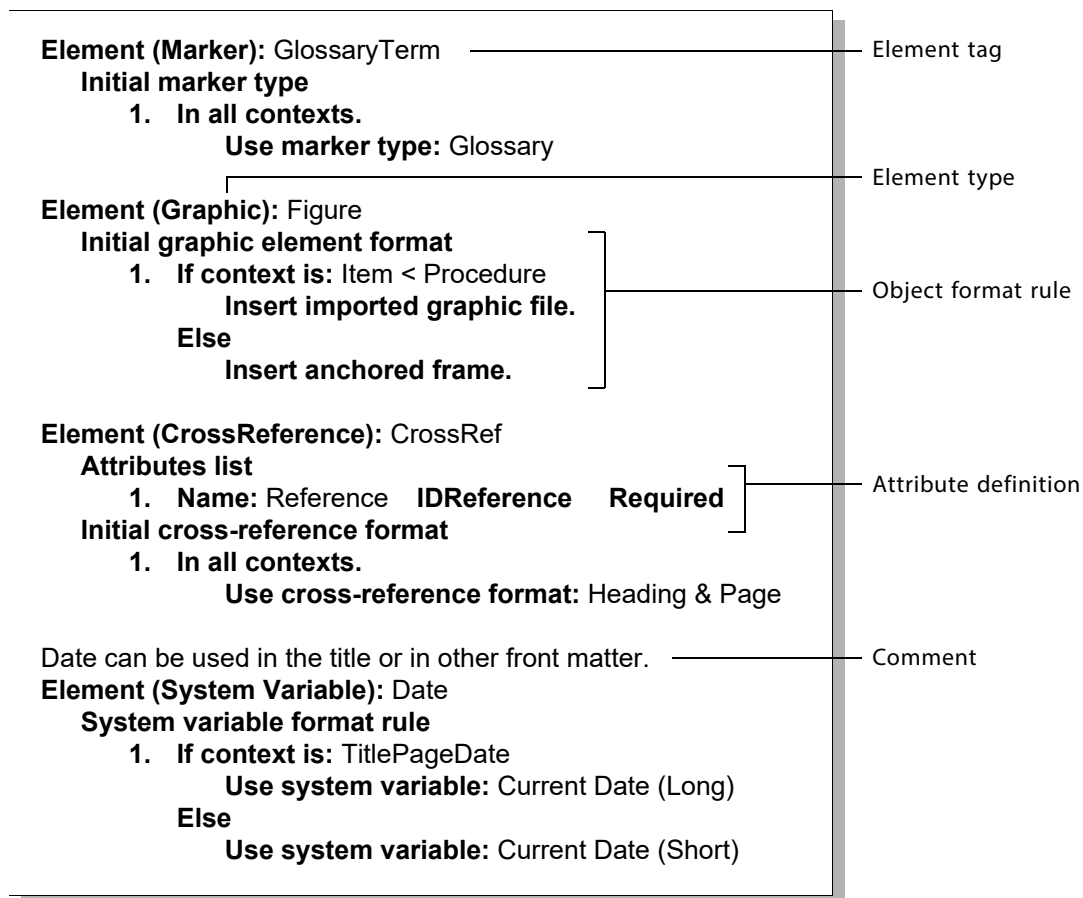 Element (Marker): GlossaryTerm
Element tag
Initial marker type
1. In all contexts.
Use marker type: Glossary
Element type
Element (Graphic): Figure
Initial graphic element format
1. If context is: Item < Procedure
Insert imported graphic file.
Object format rule
Else
Insert anchored frame.
Element (CrossReference): CrossRef
Attributes list
1. Name: Reference IDReference Required
Attribute definition
Initial cross-reference format
1. In all contexts.
Use cross-reference format: Heading & Page
Date can be used in the title or in other front matter.
Comment
Element (System Variable): Date
System variable format rule
1. If context is: TitlePageDate
Use system variable: Current Date (Long)
Else
Use system variable: Current Date (Short)